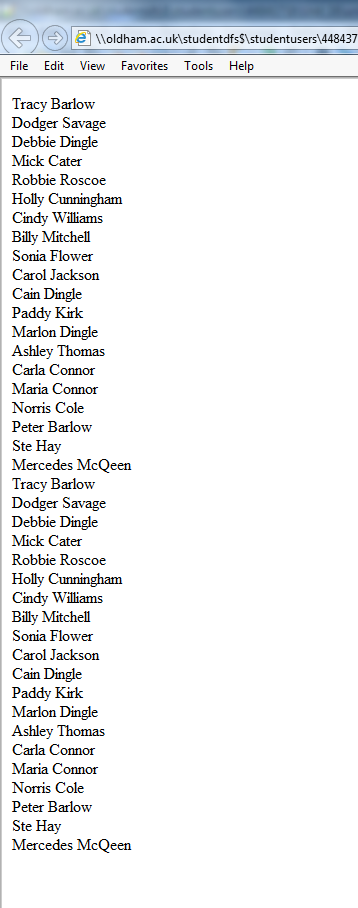 \\oldham.ac.uk\studentdfs$\studentusers\448437
File Edit View Favorites Tools Help
Tracy Barlow
Dodger Savage
Debbie Dingle
Mick Cater
Robbie Roscoe
Holly Cunningham
Cindy Williams
Billy Mitchell
Sonia Flower
Carol Jackson
Cain Dingle
Paddy Kirk
Marlon Dingle
Ashley Thomas
Carla Connor
Maria Connor
Norris Cole
Peter Barlow
Ste Hay
Mercedes McQeen
Tracy Barlow
Dodger Savage
Debbie Dingle
Mick Cater
Robbie Roscoe
Holly Cunningham
Cindy Williams
Billy Mitchell
Sonia Flower
Carol Jackson
Cain Dingle
Paddy Kirk
Marlon Dingle
Ashley Thomas
Carla Connor
Maria Connor
Norris Cole
Peter Barlow
Ste Hay
Mercedes McQeen